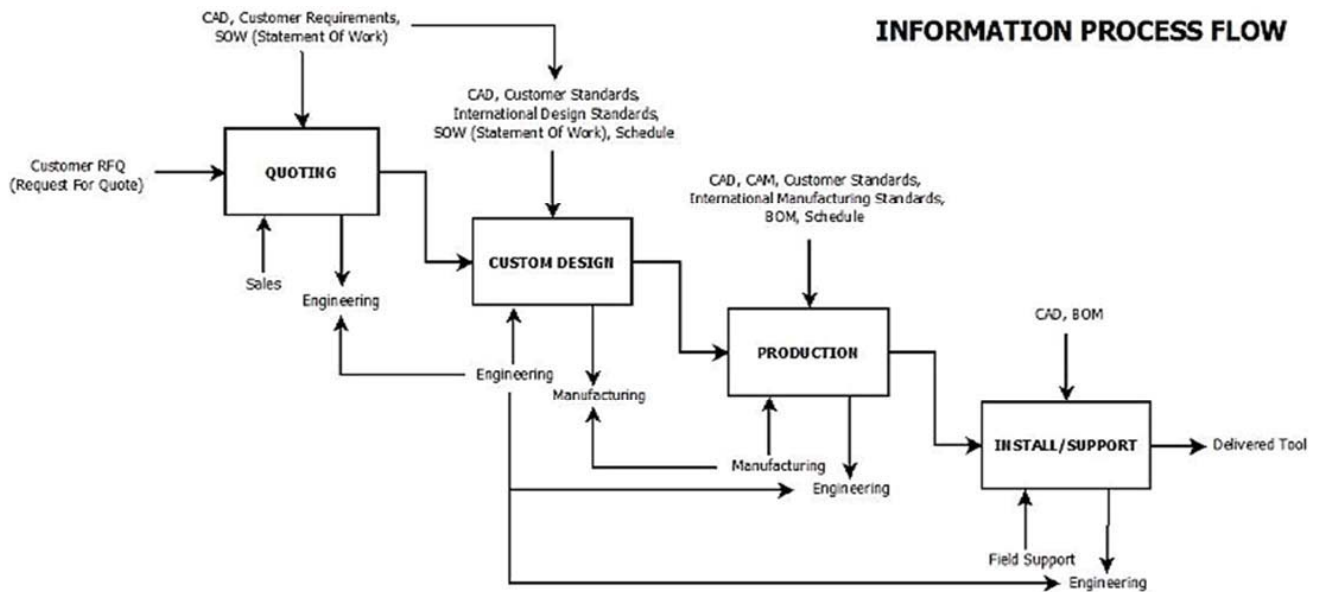 INFORMATION PROCESS FLOW
CAD, Customer Requirements,
SOW (Statement Of Work)
CAD, Customer Standards,
International Design Standards,
SOW (Statement Of Work), Schedule
Customer RFQ
(Request For Quote)
QUOTING
CAD, CAM, Customer Standards,
International Manufacturing Standards,
BOM, Schedule
Sales
Engineering
CUSTOM DESIGN
CAD, BOM
PRODUCTION
Engineering
Manufacturing
INSTALL/SUPPORT
Delivered Tool
Manufacturing
Engineering
Field Support
Engineering